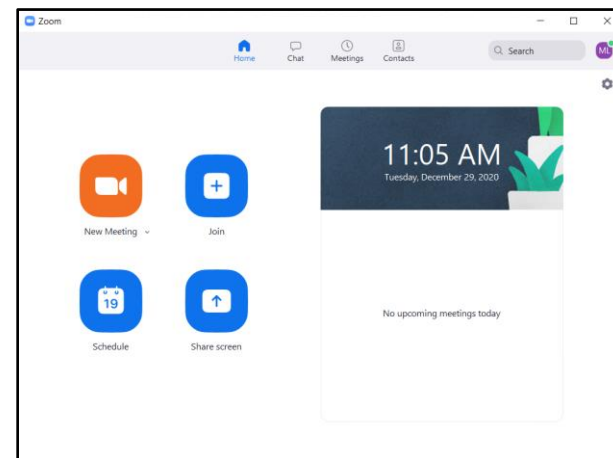 Zoom
Home Chat Meetings Contacts
Search
ML
11:05 AM
Tuesday, December 29, 2020
New Meeting
Join
19
Schedule
Share screen
No upcoming meetings today